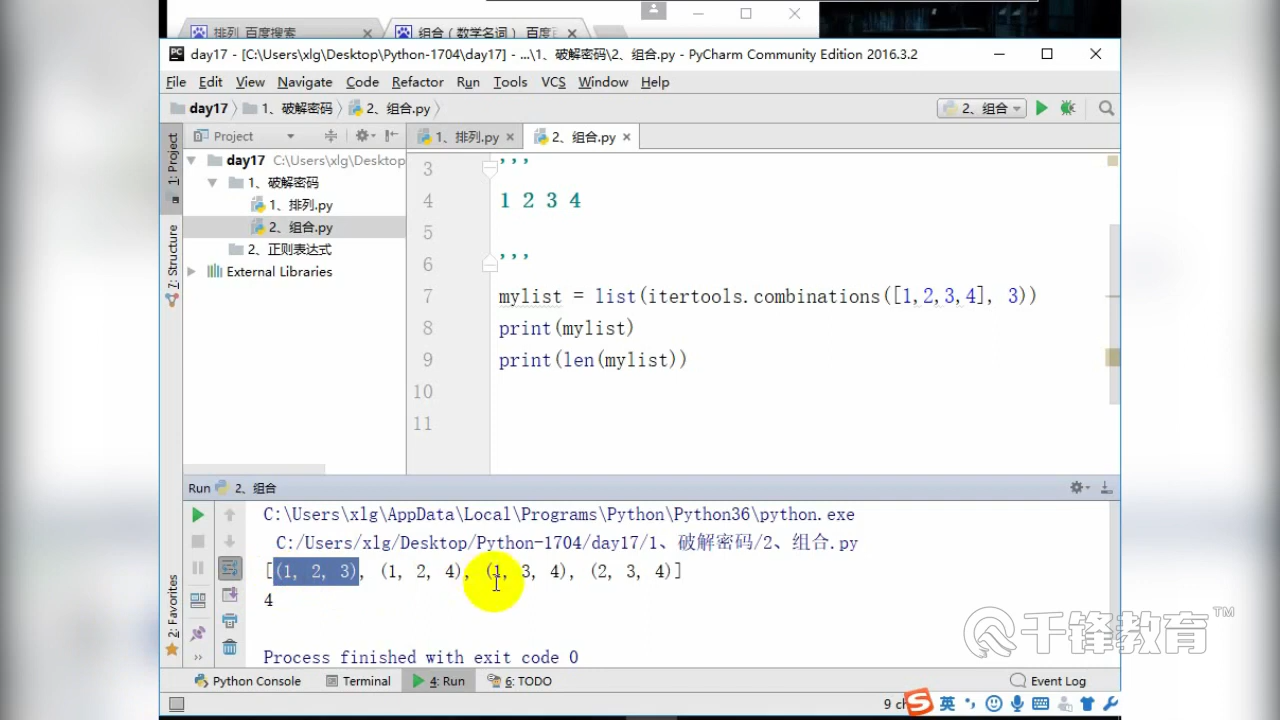 排列_百度搜索
组合（数学名词）_百度
day17 - [C:\Users\xlg\Desktop\Python-1704\day17] - ...\1、破解密码\2、组合.py - PyCharm Community Edition 2016.3.2
File Edit View Navigate Code Refactor Run Tools VCS Window Help
day17 1、破解密码 2、组合.py
2、组合
Project
1、排列.py
2、组合.py
1: Project
7: Structure
2: Favorites
day17 C:\Users\xlg\Desktop
1、破解密码
1、排列.py
2、组合.py
2、正则表达式
External Libraries
3 '''
4 1 2 3 4
5
6 '''
7 mylist = list(itertools.combinations([1,2,3,4], 3))
8 print(mylist)
9 print(len(mylist))
10
11
Run 2、组合
C:\Users\xlg\AppData\Local\Programs\Python\Python36\python.exe
C:/Users/xlg/Desktop/Python-1704/day17/1、破解密码/2、组合.py
[(1, 2, 3), (1, 2, 4), (1, 3, 4), (2, 3, 4)]
4
Process finished with exit code 0
千锋教育™
Python Console Terminal 4: Run 6: TODO Event Log
9 ch
英